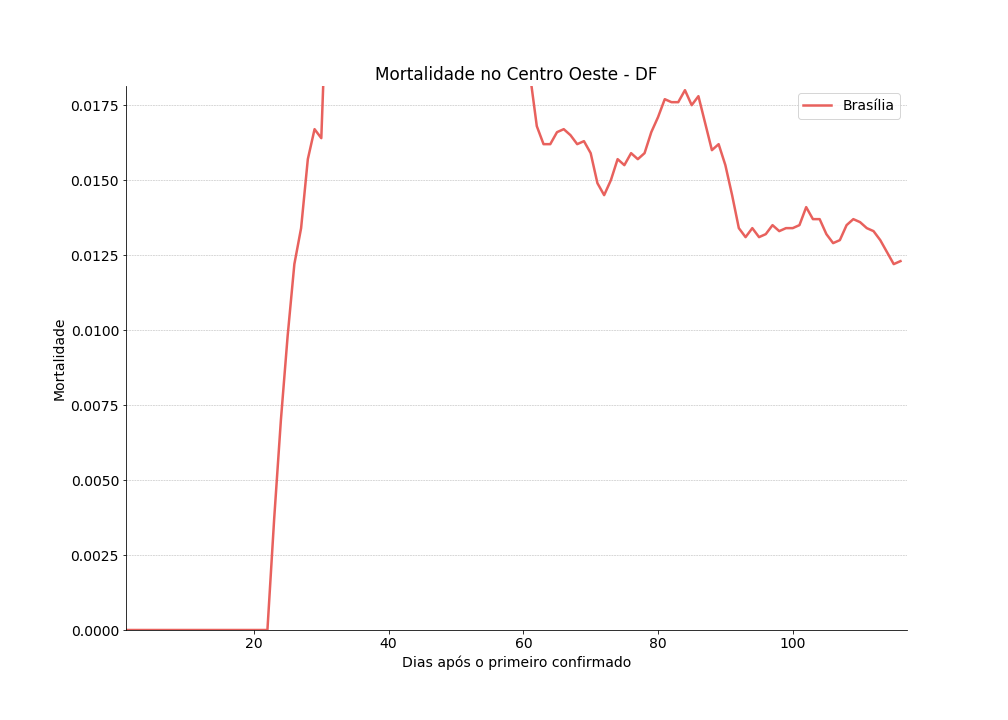 Mortalidade no Centro Oeste - DF
Brasília
0.0175
0.0150
0.0125
0.0100
0.0075
0.0050
0.0025
0.0000
Mortalidade
20 40 60 80 100
Dias após o primeiro confirmado